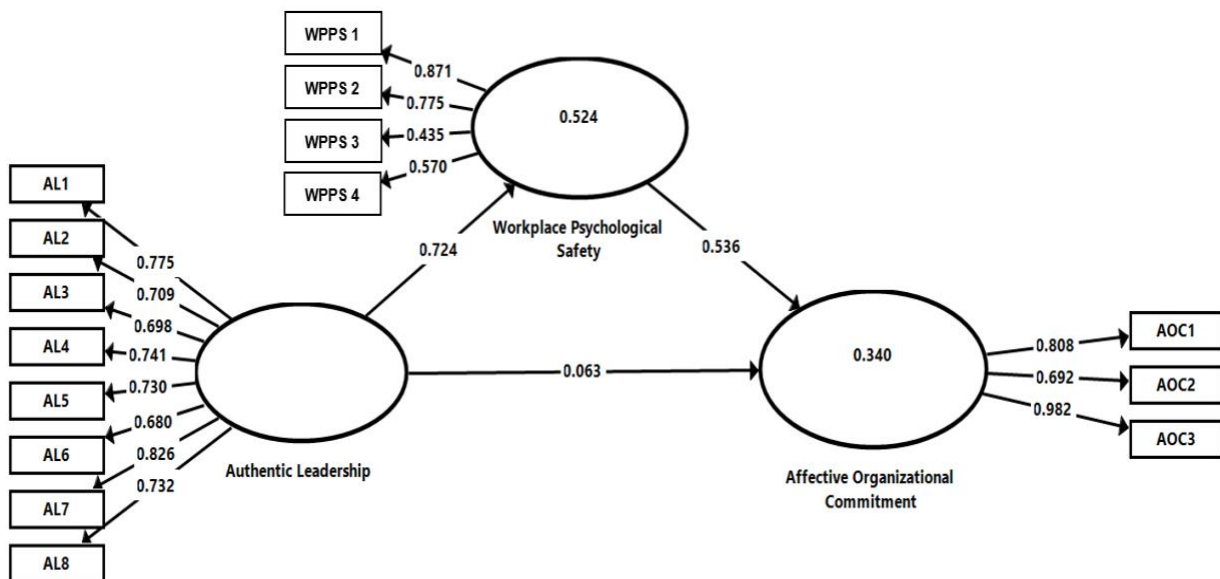 WPPS 1
WPPS 2
WPPS 3
WPPS 4
0.871
0.775
0.435
0.570
0.524
Workplace Psychological
Safety
AL1
AL2
AL3
AL4
AL5
AL6
AL7
AL8
0.775
0.709
0.698
0.741
0.730
0.680
0.826
0.732
Authentic Leadership
0.724
0.536
0.063
0.340
Affective Organizational
Commitment
0.808
0.692
0.982
AOC1
AOC2
AOC3